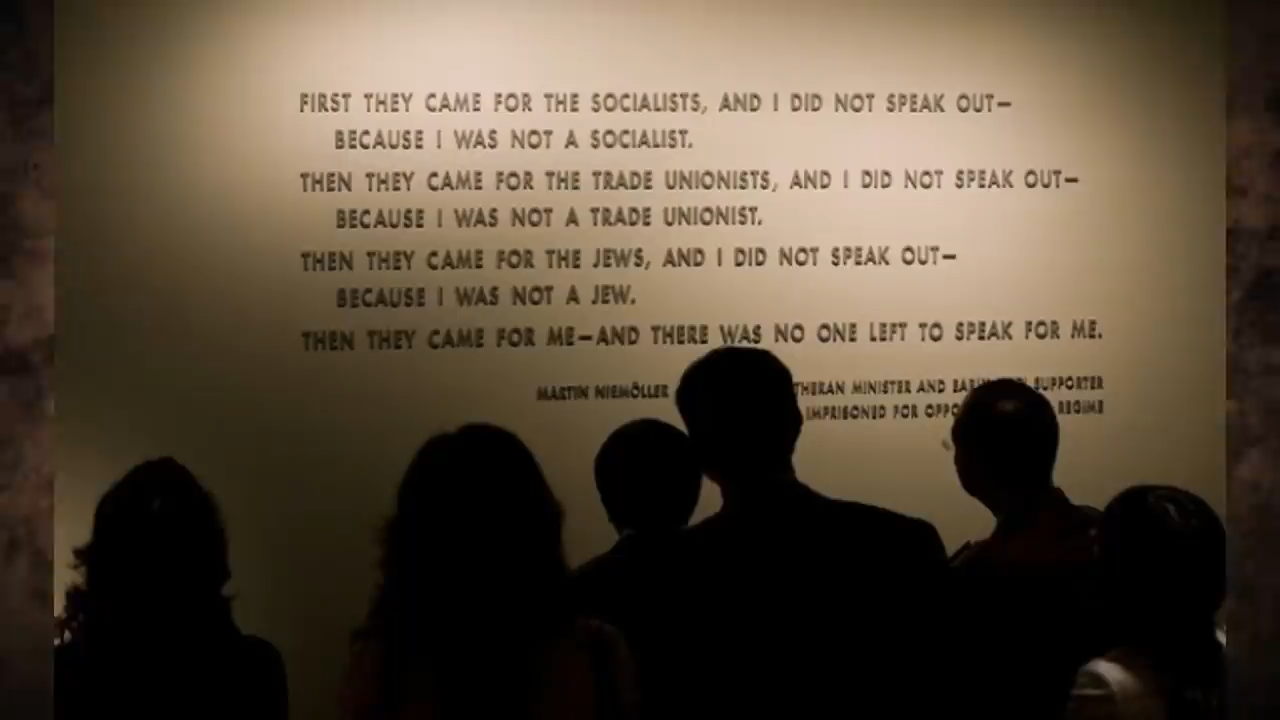 FIRST THEY CAME FOR THE SOCIALISTS, AND I DID NOT SPEAK OUT—
BECAUSE I WAS NOT A SOCIALIST.
THEN THEY CAME FOR THE TRADE UNIONISTS, AND I DID NOT SPEAK OUT—
BECAUSE I WAS NOT A TRADE UNIONIST.
THEN THEY CAME FOR THE JEWS, AND I DID NOT SPEAK OUT—
BECAUSE I WAS NOT A JEW.
THEN THEY CAME FOR ME—AND THERE WAS NO ONE LEFT TO SPEAK FOR ME.
MARTIN NIEMÖLLER THERAN MINISTER AND SUPPORTER
IMPRISONED FOR REGIME